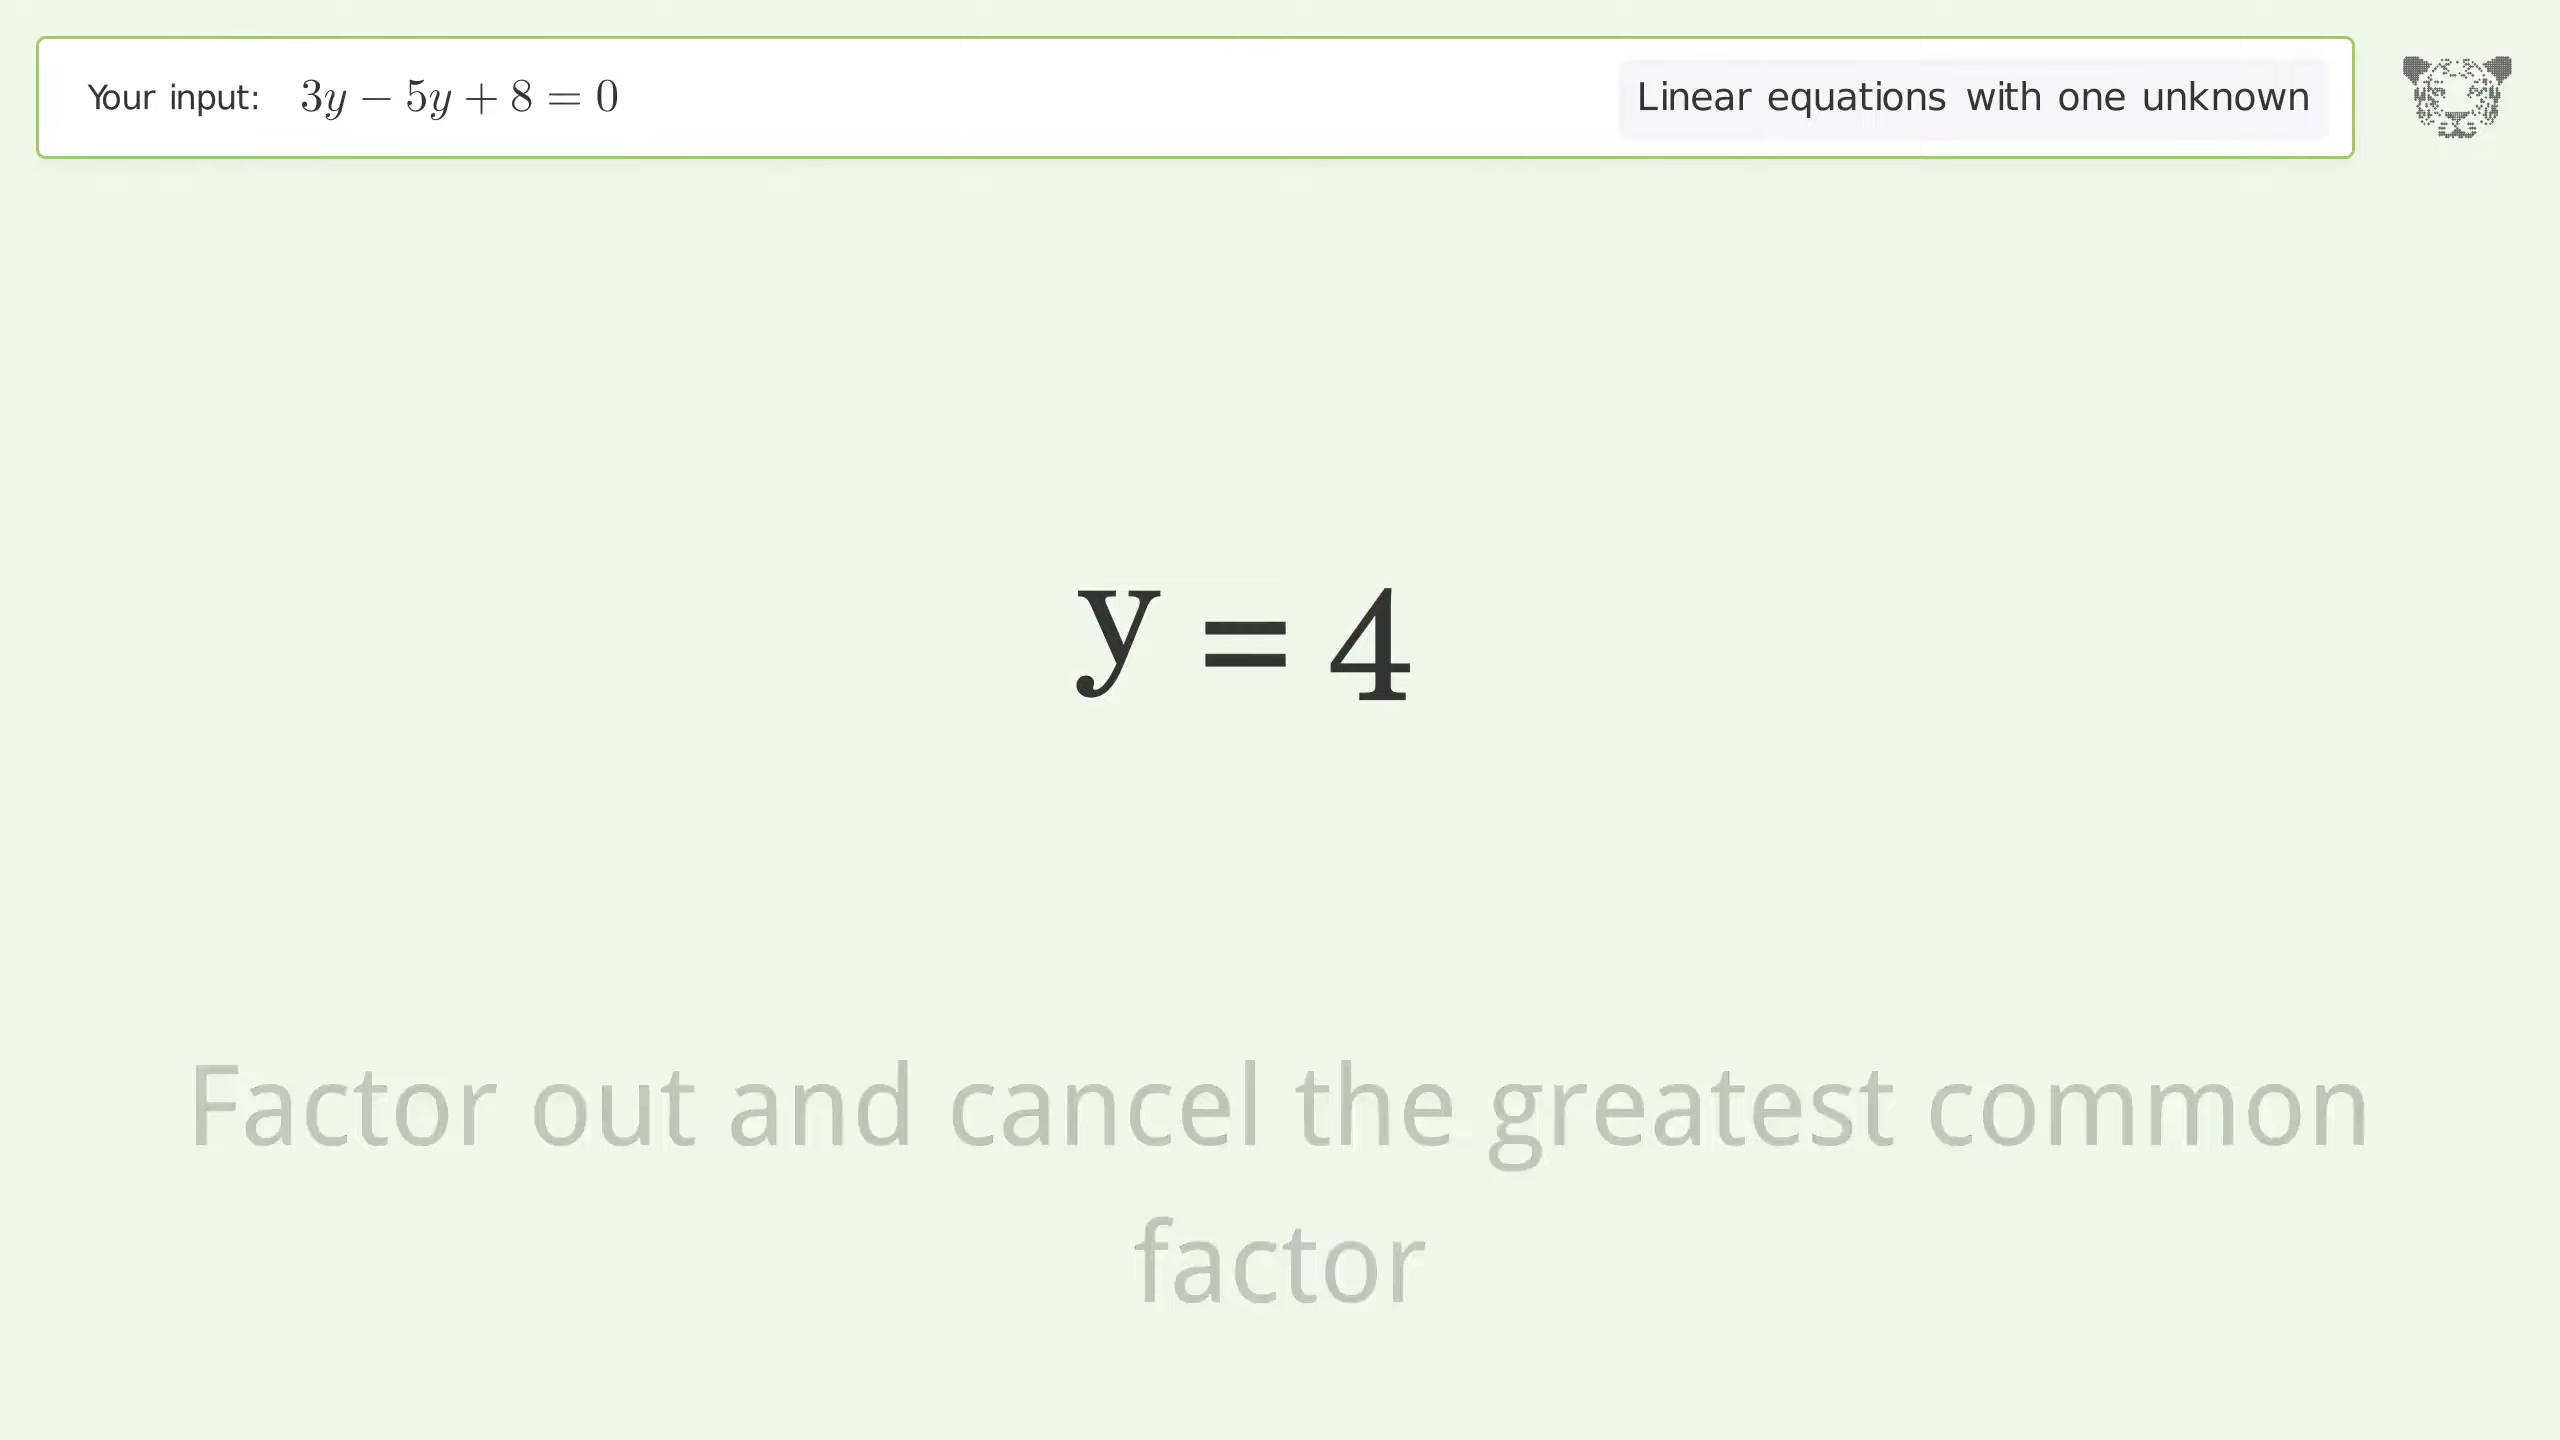 Your input: 3y − 5y + 8 = 0 Linear equations with one unknown
y = 4
Factor out and cancel the greatest common
factor